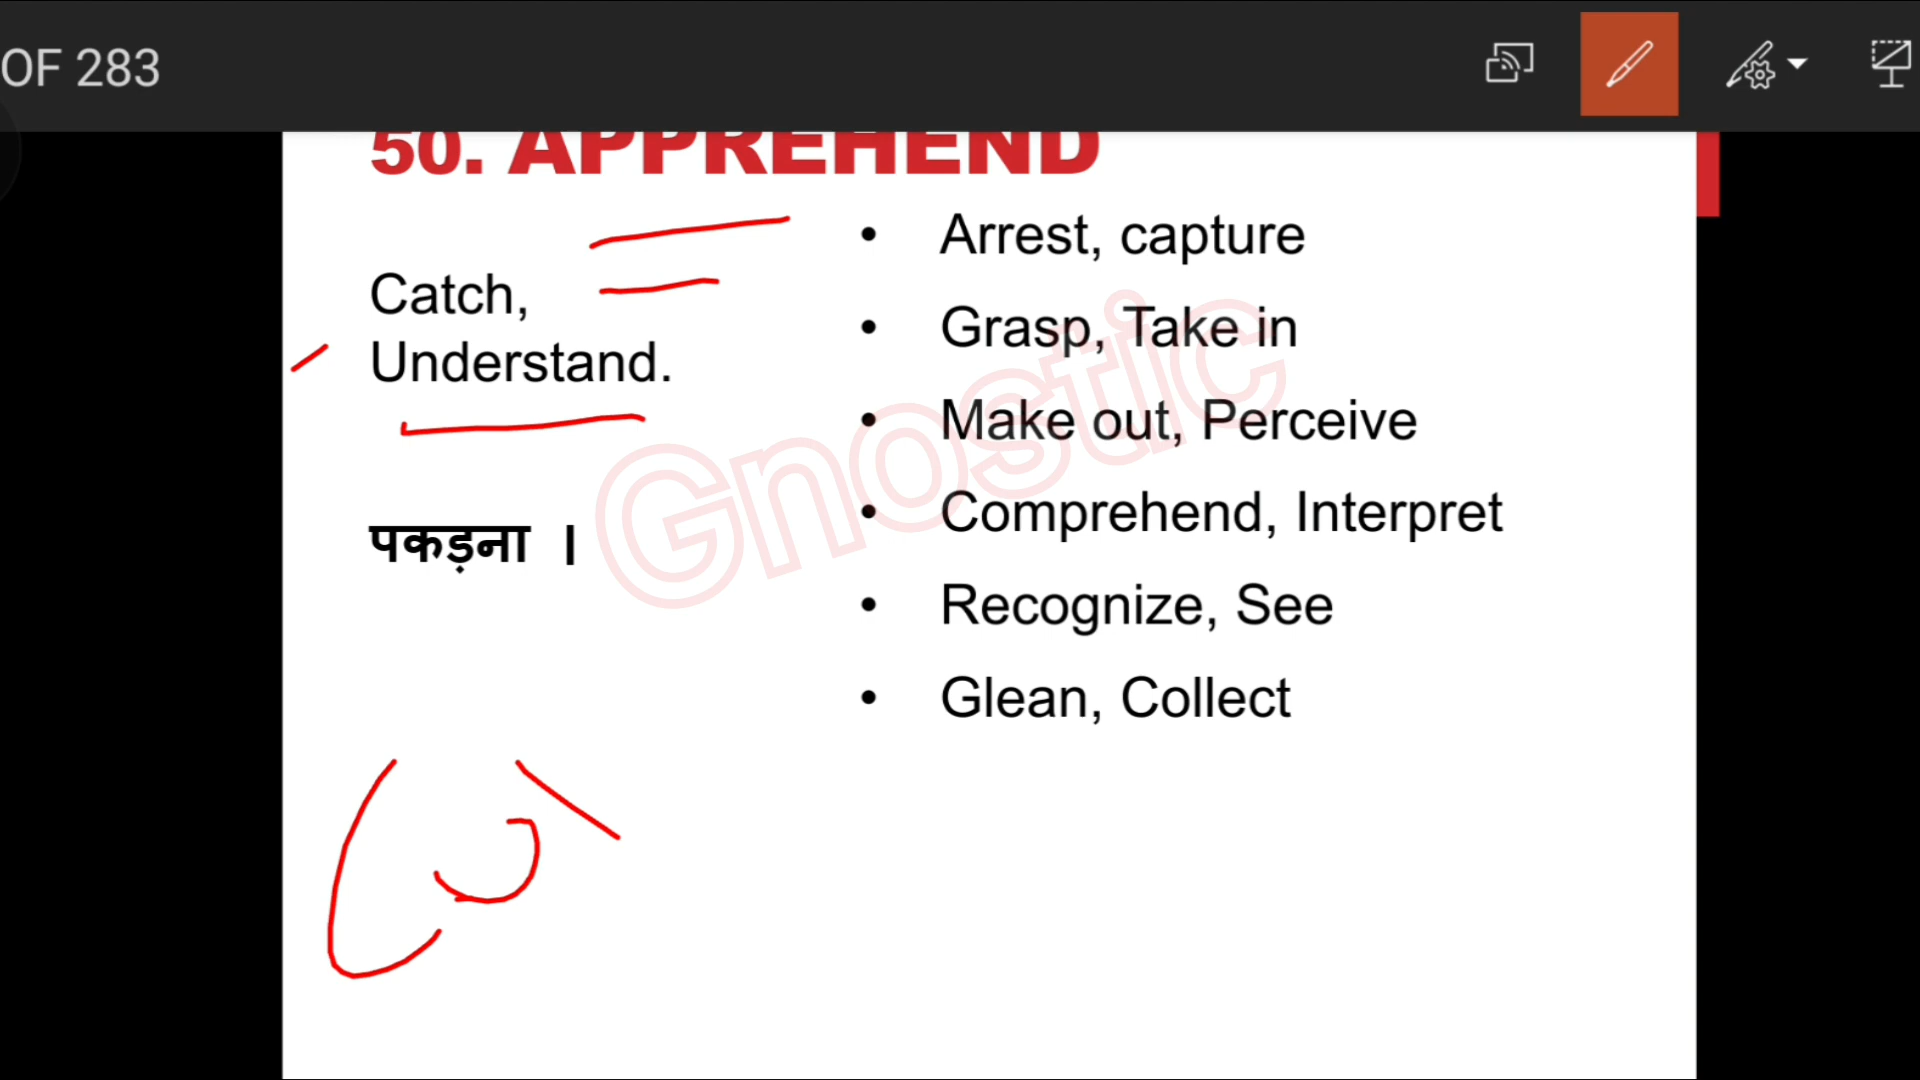 OF 283
50. APPREHEND
Catch,
Understand.
पकड़ना ।
• Arrest, capture
• Grasp, Take in
• Make out, Perceive
• Comprehend, Interpret
• Recognize, See
• Glean, Collect
Gnostic